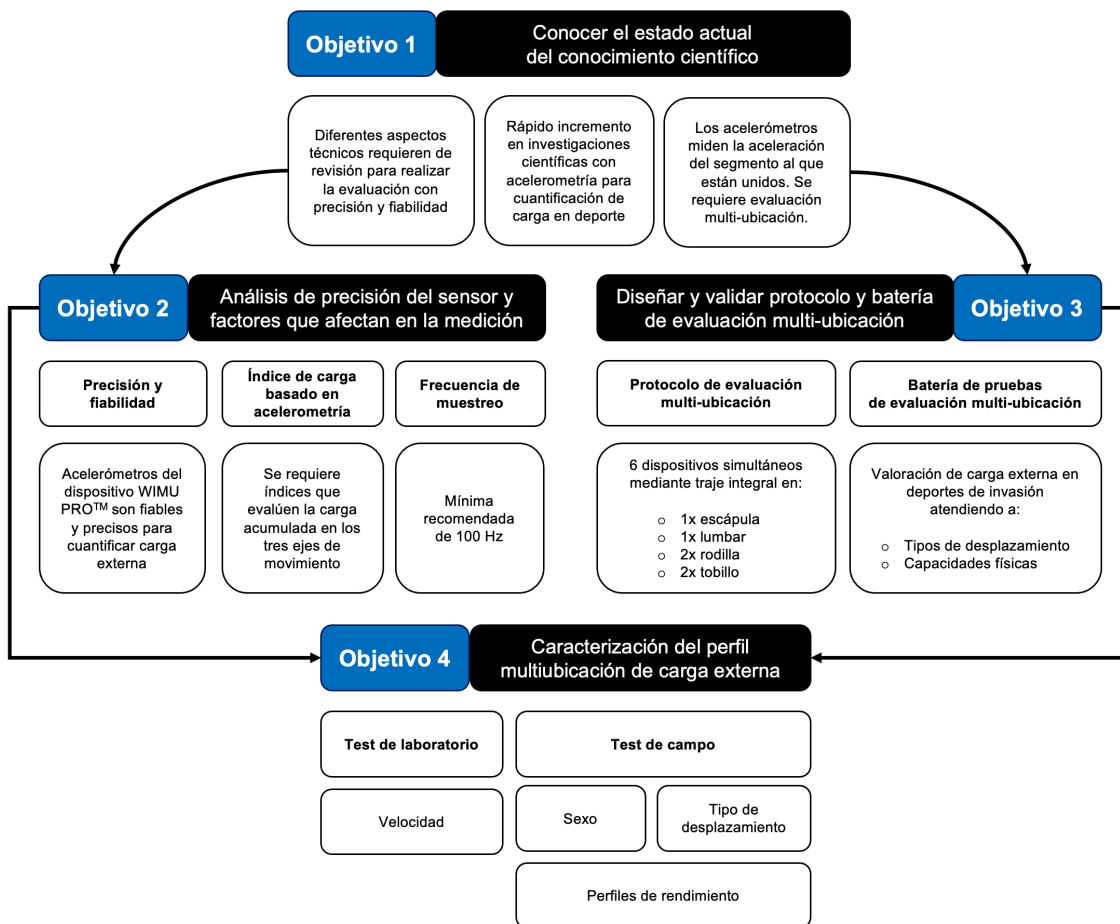 Objetivo 1
Conocer el estado actual
del conocimiento científico
Diferentes aspectos
técnicos requieren de
revisión para realizar
la evaluación con
precisión y fiabilidad
Rápido incremento
en investigaciones
científicas con
acelerometría para
cuantificación de
carga en deporte
Los acelerómetros
miden la aceleración
del segmento al que
están unidos. Se
requiere evaluación
multi-ubicación.
Objetivo 2
Análisis de precisión del sensor y
factores que afectan en la medición
Precisión y
fiabilidad
Índice de carga
basado en
acelerometría
Frecuencia de
muestreo
Acelerómetros del
dispositivo WIMU
PRO™ son fiables
y precisos para
cuantificar carga
externa
Se requiere
índices que
evalúen la carga
acumulada en los
tres ejes de
movimiento
Mínima
recomendada
de 100 Hz
Diseñar y validar protocolo y batería
de evaluación multi-ubicación
Objetivo 3
Protocolo de evaluación
multi-ubicación
Batería de pruebas
de evaluación multi-ubicación
6 dispositivos simultáneos
mediante traje integral en:
o 1x escápula
o 1x lumbar
o 2x rodilla
o 2x tobillo
Valoración de carga externa en
deportes de invasión
atendiendo a:
o Tipos de desplazamiento
o Capacidades físicas
Objetivo 4
Caracterización del perfil
multiubicación de carga externa
Test de laboratorio
Test de campo
Velocidad
Sexo
Tipo de
desplazamiento
Perfiles de rendimiento